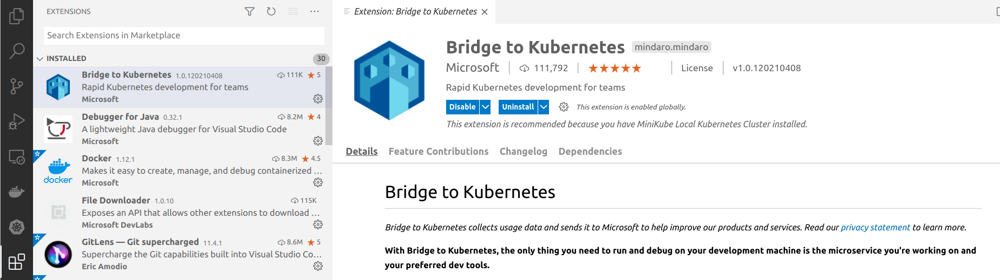 EXTENSIONS
Search Extensions in Marketplace
INSTALLED 30
Bridge to Kubernetes 1.0.120210408 111K 5
Rapid Kubernetes development for teams
Microsoft
Debugger for Java 0.32.1 8.2M 4
A lightweight Java debugger for Visual Studio Code
Microsoft
docker
Docker 1.12.1 8.3M 4.5
Makes it easy to create, manage, and debug containerized ...
Microsoft
File Downloader 1.0.10 115K
Exposes an API that allows other extensions to download ...
Microsoft DevLabs
GitLens — Git supercharged 11.4.1 8.6M 5
Supercharge the Git capabilities built into Visual Studio Co...
Eric Amodio
Extension: Bridge to Kubernetes
Bridge to Kubernetes mindaro.mindaro
Microsoft 111,792 License v1.0.120210408
Rapid Kubernetes development for teams
Disable Uninstall This extension is enabled globally.
This extension is recommended because you have MiniKube Local Kubernetes Cluster installed.
Details Feature Contributions Changelog Dependencies
Bridge to Kubernetes
Bridge to Kubernetes collects usage data and sends it to Microsoft to help improve our products and services. Read our privacy statement to learn more.
With Bridge to Kubernetes, the only thing you need to run and debug on your development machine is the microservice you're working on and
your preferred dev tools.